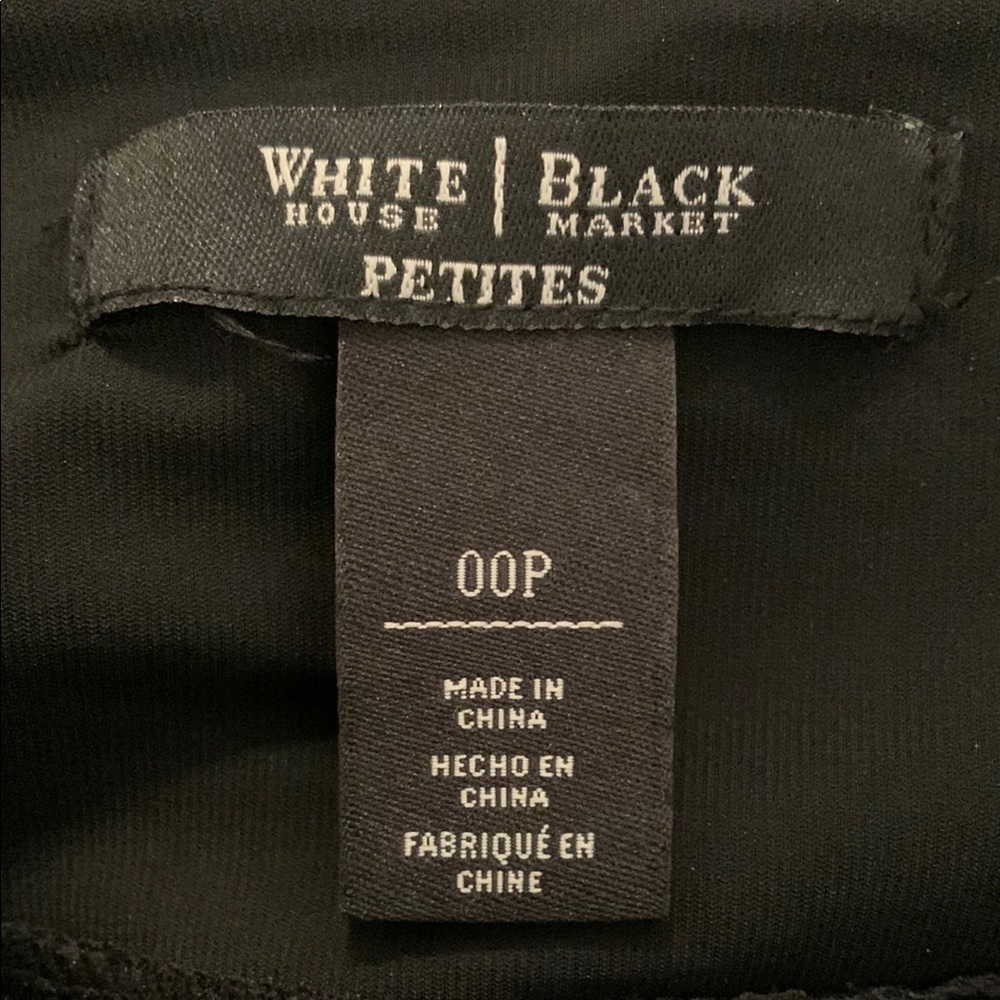 WHITE | BLACK
HOUSE MARKET
PETITES
00P
MADE IN
CHINA
HECHO EN
CHINA
FABRIQUÉ EN
CHINE